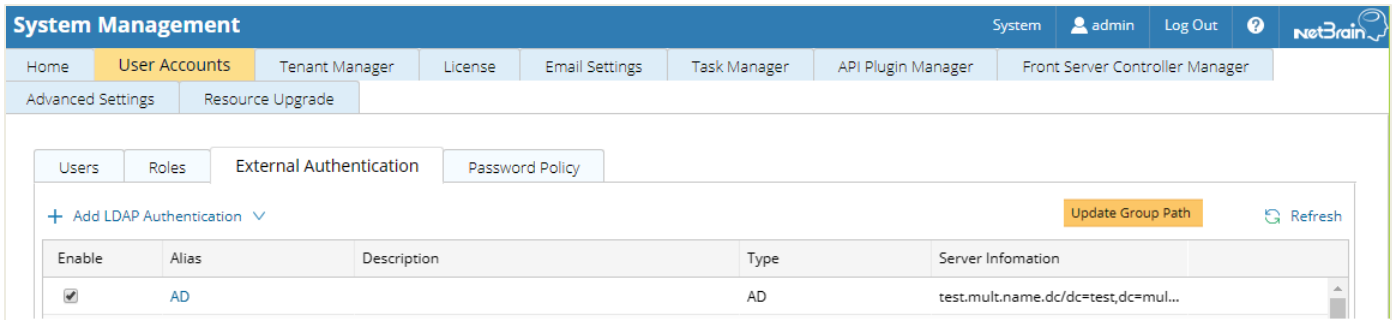 System Management System admin Log Out ? NetBrain
Home User Accounts Tenant Manager License Email Settings Task Manager API Plugin Manager Front Server Controller Manager
Advanced Settings Resource Upgrade
Users Roles External Authentication Password Policy
+ Add LDAP Authentication Update Group Path Refresh
Enable Alias Description Type Server Infomation
AD AD test.mult.name.dc/dc=test,dc=mul...